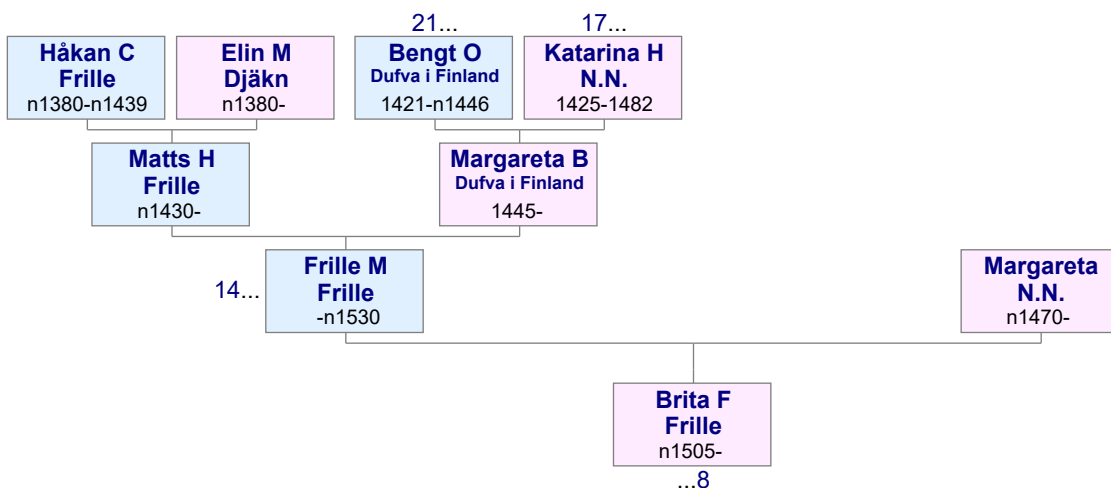 21...
17...
Håkan C
Frille
n1380-n1439
Elin M
Djäkn
n1380-
Bengt O
Dufva i Finland
1421-n1446
Katarina H
N.N.
1425-1482
Matts H
Frille
n1430-
Margareta B
Dufva i Finland
1445-
14...
Frille M
Frille
-n1530
Margareta
N.N.
n1470-
Brita F
Frille
n1505-
...8